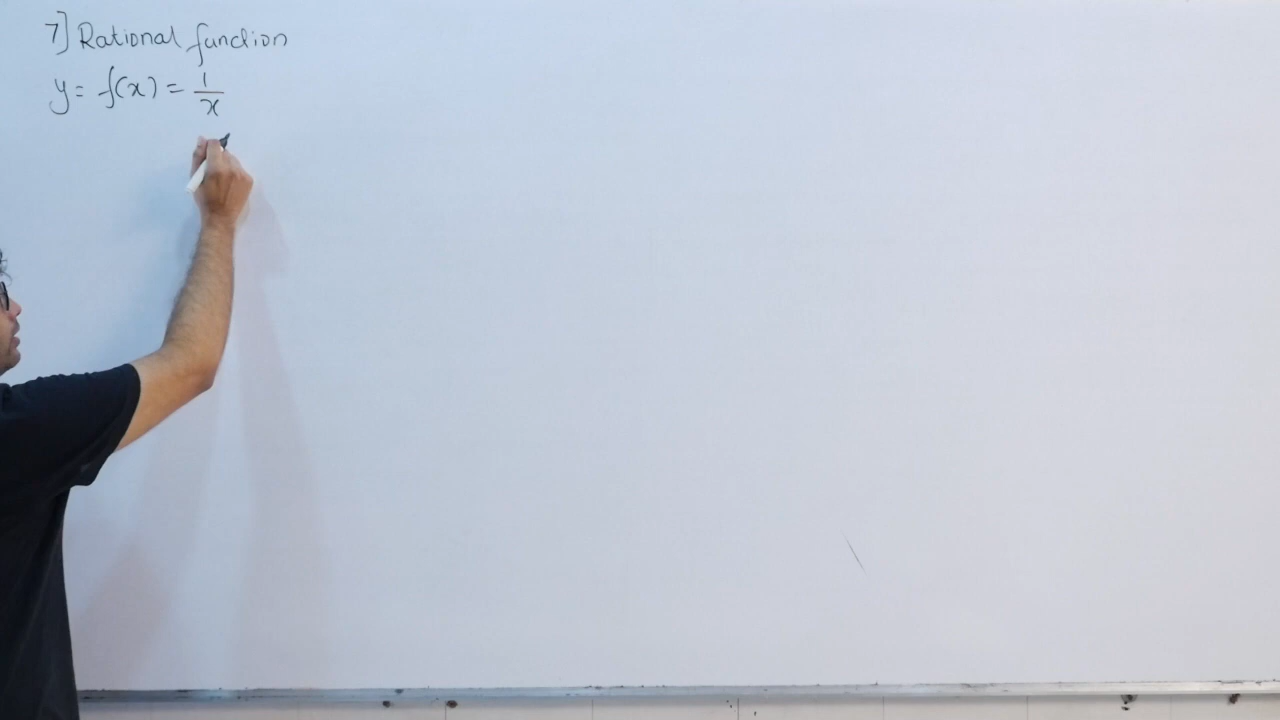 7] Rational function
y = f(x) = 1/x